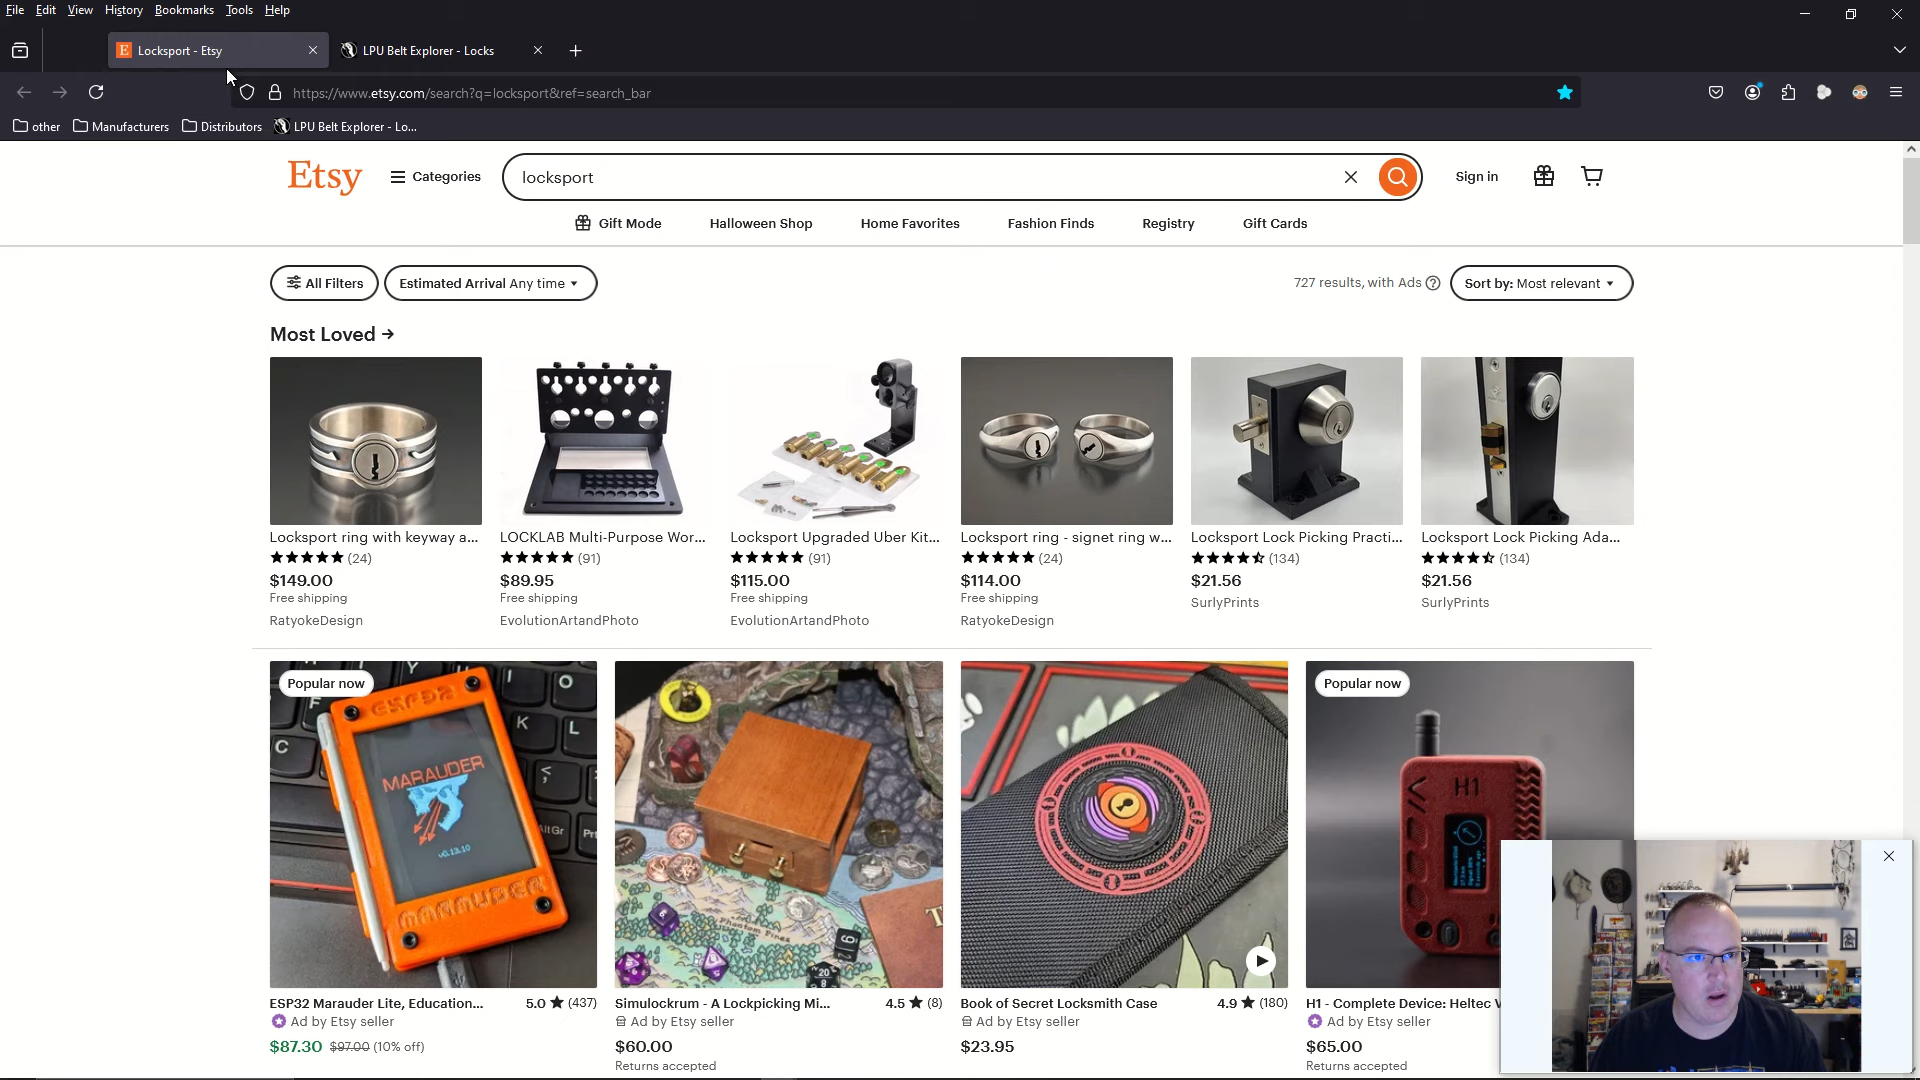 File Edit View History Bookmarks Tools Help
Locksport - Etsy
LPU Belt Explorer - Locks
https://www.etsy.com/search?q=locksport&ref=search_bar
other Manufacturers Distributors LPU Belt Explorer - Lo...
Etsy Categories locksport Sign in
Gift Mode Halloween Shop Home Favorites Fashion Finds Registry Gift Cards
All Filters Estimated Arrival Any time 727 results, with Ads Sort by: Most relevant
Most Loved
Locksport ring with keyway a... LOCKLAB Multi-Purpose Wor... Locksport Upgraded Uber Kit... Locksport ring - signet ring w... Locksport Lock Picking Practi... Locksport Lock Picking Ada...
(24) (91) (91) (24) (134) (134)
$149.00 $89.95 $115.00 $114.00 $21.56 $21.56
Free shipping Free shipping Free shipping Free shipping SurlyPrints SurlyPrints
RatyokeDesign EvolutionArtandPhoto EvolutionArtandPhoto RatyokeDesign
Popular now Popular now
ESP32
MARAUDER
v0.13.10
MARAUDER
AltGr
Phantom Pines
20
H1
ESP32 Marauder Lite, Education... 5.0 (437) Simulockrum - A Lockpicking Mi... 4.5 (8) Book of Secret Locksmith Case 4.9 (180) H1 - Complete Device: Heltec V
Ad by Etsy seller Ad by Etsy seller Ad by Etsy seller Ad by Etsy seller
$87.30 $97.00 (10% off) $60.00 $23.95 $65.00
Returns accepted Returns accepted